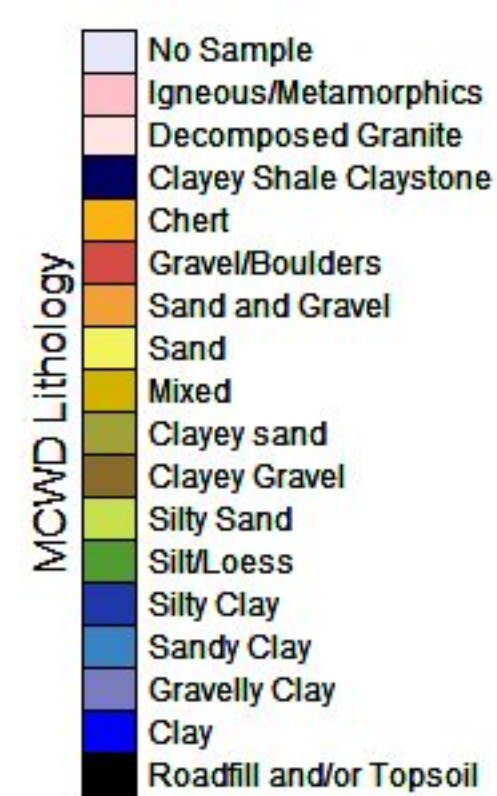 MCWD Lithology
No Sample
Igneous/Metamorphics
Decomposed Granite
Clayey Shale Claystone
Chert
Gravel/Boulders
Sand and Gravel
Sand
Mixed
Clayey sand
Clayey Gravel
Silty Sand
Silt/Loess
Silty Clay
Sandy Clay
Gravelly Clay
Clay
Roadfill and/or Topsoil